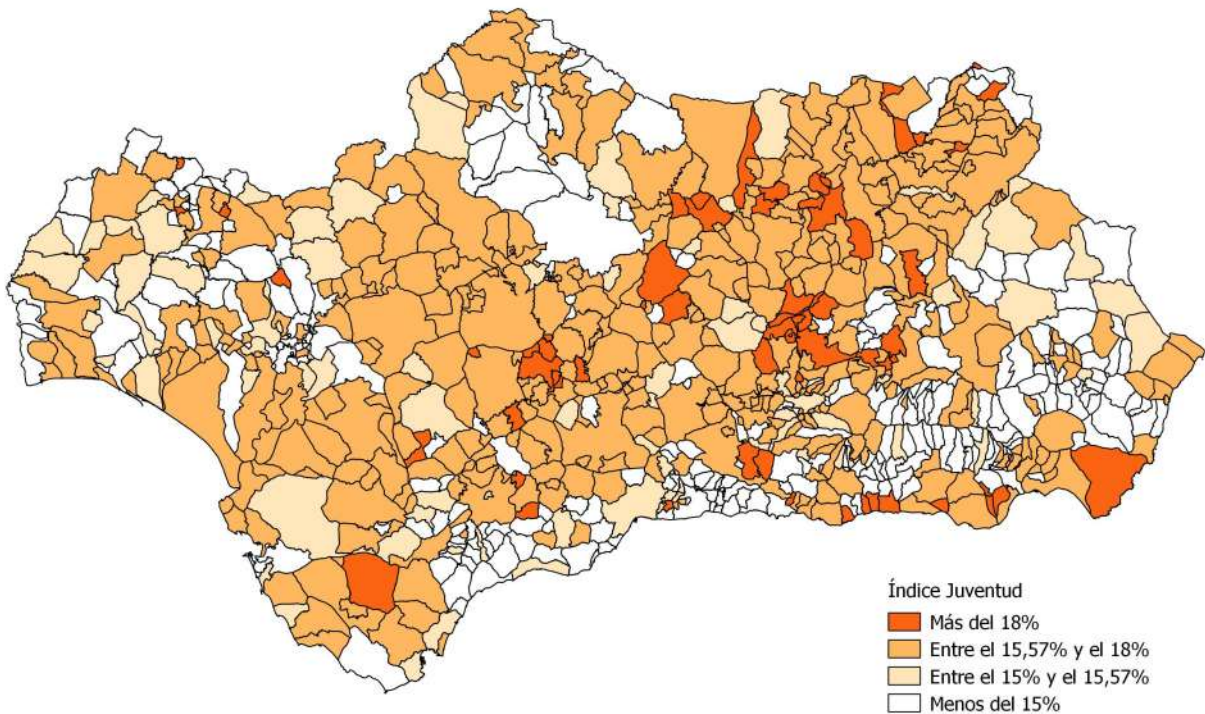 Índice Juventud
Más del 18%
Entre el 15,57% y el 18%
Entre el 15% y el 15,57%
Menos del 15%